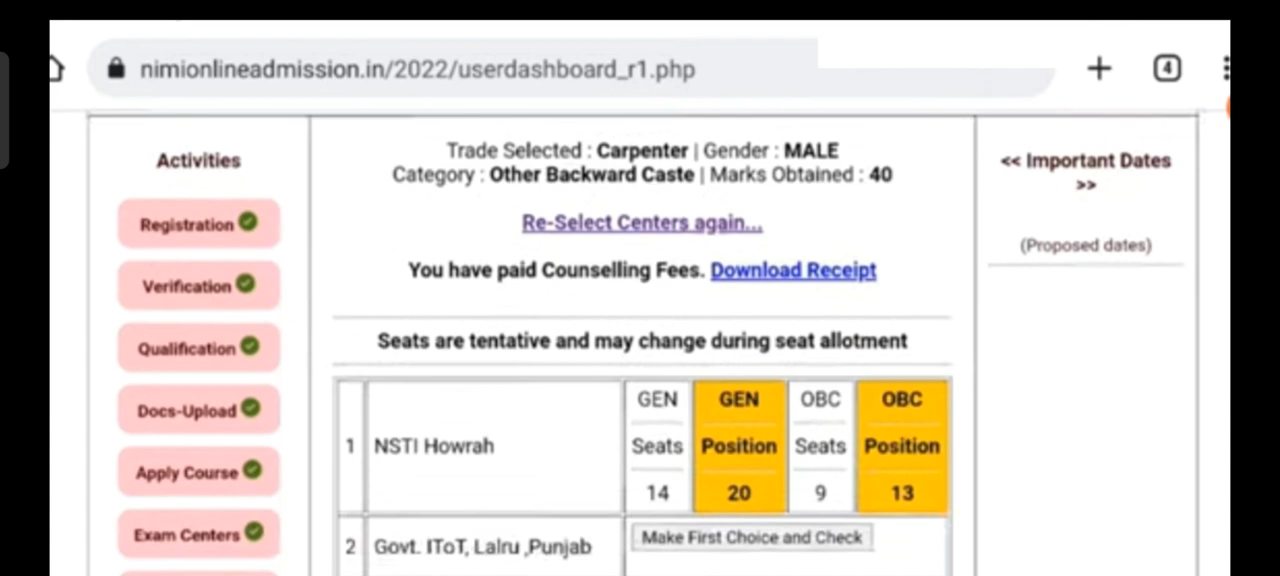 nimionlineadmission.in/2022/userdashboard_r1.php
4
Activities
Registration
Verification
Qualification
Docs-Upload
Apply Course
Exam Centers
Trade Selected : Carpenter | Gender : MALE
Category : Other Backward Caste | Marks Obtained : 40
Re-Select Centers again...
You have paid Counselling Fees. Download Receipt
Seats are tentative and may change during seat allotment
GEN GEN OBC OBC
1 NSTI Howrah Seats Position Seats Position
14 20 9 13
Make First Choice and Check
2 Govt. IToT, Lalru ,Punjab
<< Important Dates
>>
(Proposed dates)